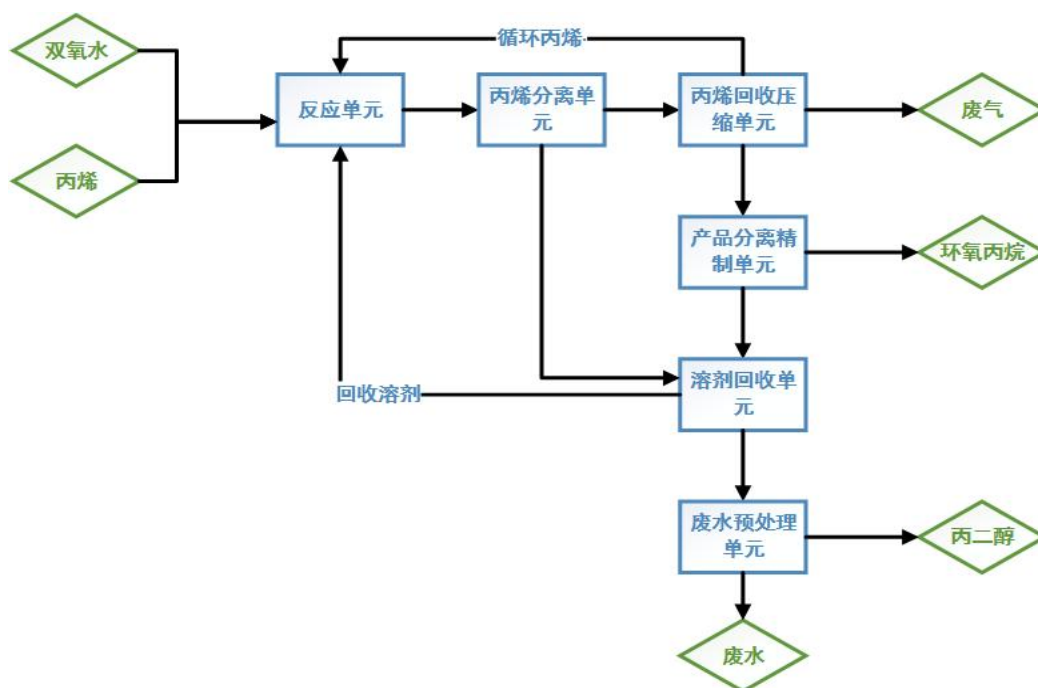 双氧水
循环丙烯
反应单元
丙烯分离单
元
丙烯回收压
缩单元
废气
丙烯
产品分离精
制单元
环氧丙烷
回收溶剂
溶剂回收单
元
废水预处理
单元
丙二醇
废水